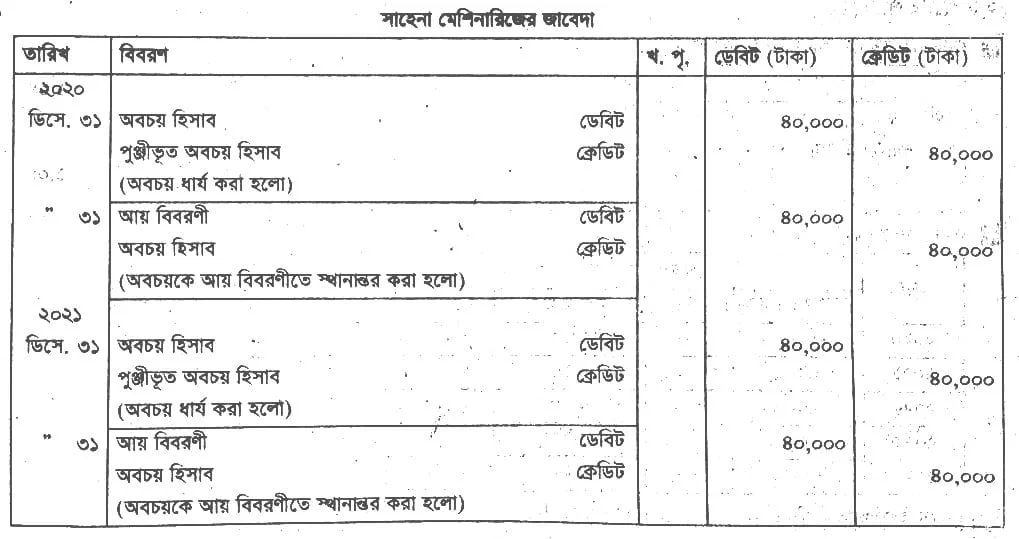 সাহেনা মেশিনারিজের জাবেদা
তারিখ বিবরণ খ. পৃ. ডেবিট (টাকা) ক্রেডিট (টাকা)
২০২০
ডিসে. ৩১ অবচয় হিসাব ডেবিট ৪০,০০০
পুঞ্জীভূত অবচয় হিসাব ক্রেডিট ৪০,০০০
(অবচয় ধার্য করা হলো)
" ৩১ আয় বিবরণী ডেবিট ৪০,০০০
অবচয় হিসাব ক্রেডিট ৪০,০০০
(অবচয়কে আয় বিবরণীতে স্থানান্তর করা হলো)
২০২১
ডিসে. ৩১ অবচয় হিসাব ডেবিট ৪০,০০০
পুঞ্জীভূত অবচয় হিসাব ক্রেডিট ৪০,০০০
(অবচয় ধার্য করা হলো)
" ৩১ আয় বিবরণী ডেবিট ৪০,০০০
অবচয় হিসাব ক্রেডিট ৪০,০০০
(অবচয়কে আয় বিবরণীতে স্থানান্তর করা হলো)